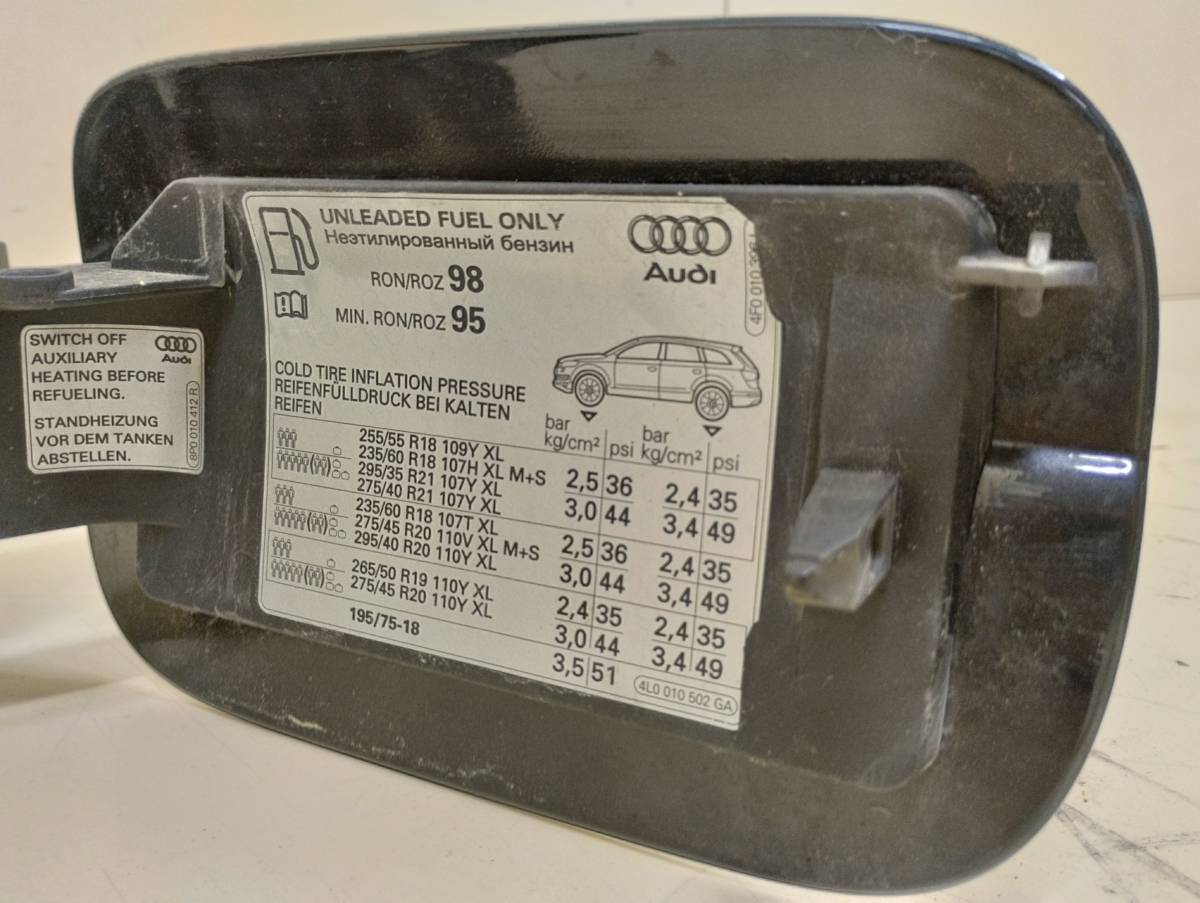 UNLEADED FUEL ONLY
Неэтилированный бензин
RON/ROZ 98
MIN. RON/ROZ 95
Audi
4F0 010 396
COLD TIRE INFLATION PRESSURE
REIFENFÜLLDRUCK BEI KALTEN
REIFEN
bar kg/cm² psi bar kg/cm² psi
255/55 R18 109Y XL
235/60 R18 107H XL M+S 2,5 36 2,4 35
295/35 R21 107Y XL
275/40 R21 107Y XL 3,0 44 3,4 49
235/60 R18 107T XL
275/45 R20 110V XL M+S 2,5 36 2,4 35
295/40 R20 110Y XL 3,0 44 3,4 49
265/50 R19 110Y XL 2,4 35 2,4 35
275/45 R20 110Y XL 3,0 44 3,4 49
195/75-18 3,5 51
4L0 010 502 GA
SWITCH OFF
AUXILIARY
HEATING BEFORE
REFUELING.
STANDHEIZUNG
VOR DEM TANKEN
ABSTELLEN.
Audi
8P0 010 412 R